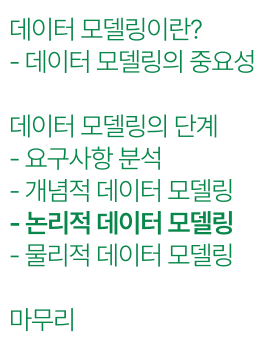 데이터 모델링이란?
- 데이터 모델링의 중요성
데이터 모델링의 단계
- 요구사항 분석
- 개념적 데이터 모델링
- 논리적 데이터 모델링
- 물리적 데이터 모델링
마무리